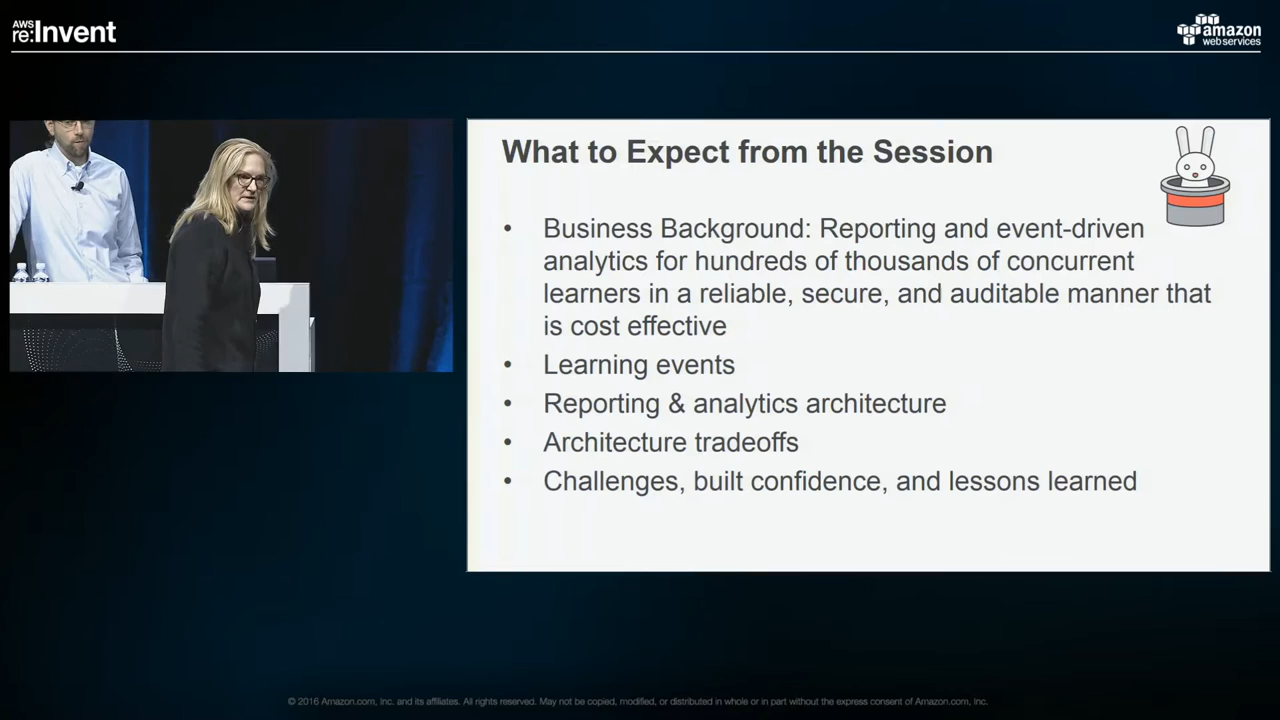 AWS
re:Invent
amazon
web services
What to Expect from the Session
• Business Background: Reporting and event-driven
analytics for hundreds of thousands of concurrent
learners in a reliable, secure, and auditable manner that
is cost effective
• Learning events
• Reporting & analytics architecture
• Architecture tradeoffs
• Challenges, built confidence, and lessons learned
© 2016 Amazon.com, Inc. and its affiliates. All rights reserved. May not be copied, modified, or distributed in whole or in part without the express consent of Amazon.com, Inc.